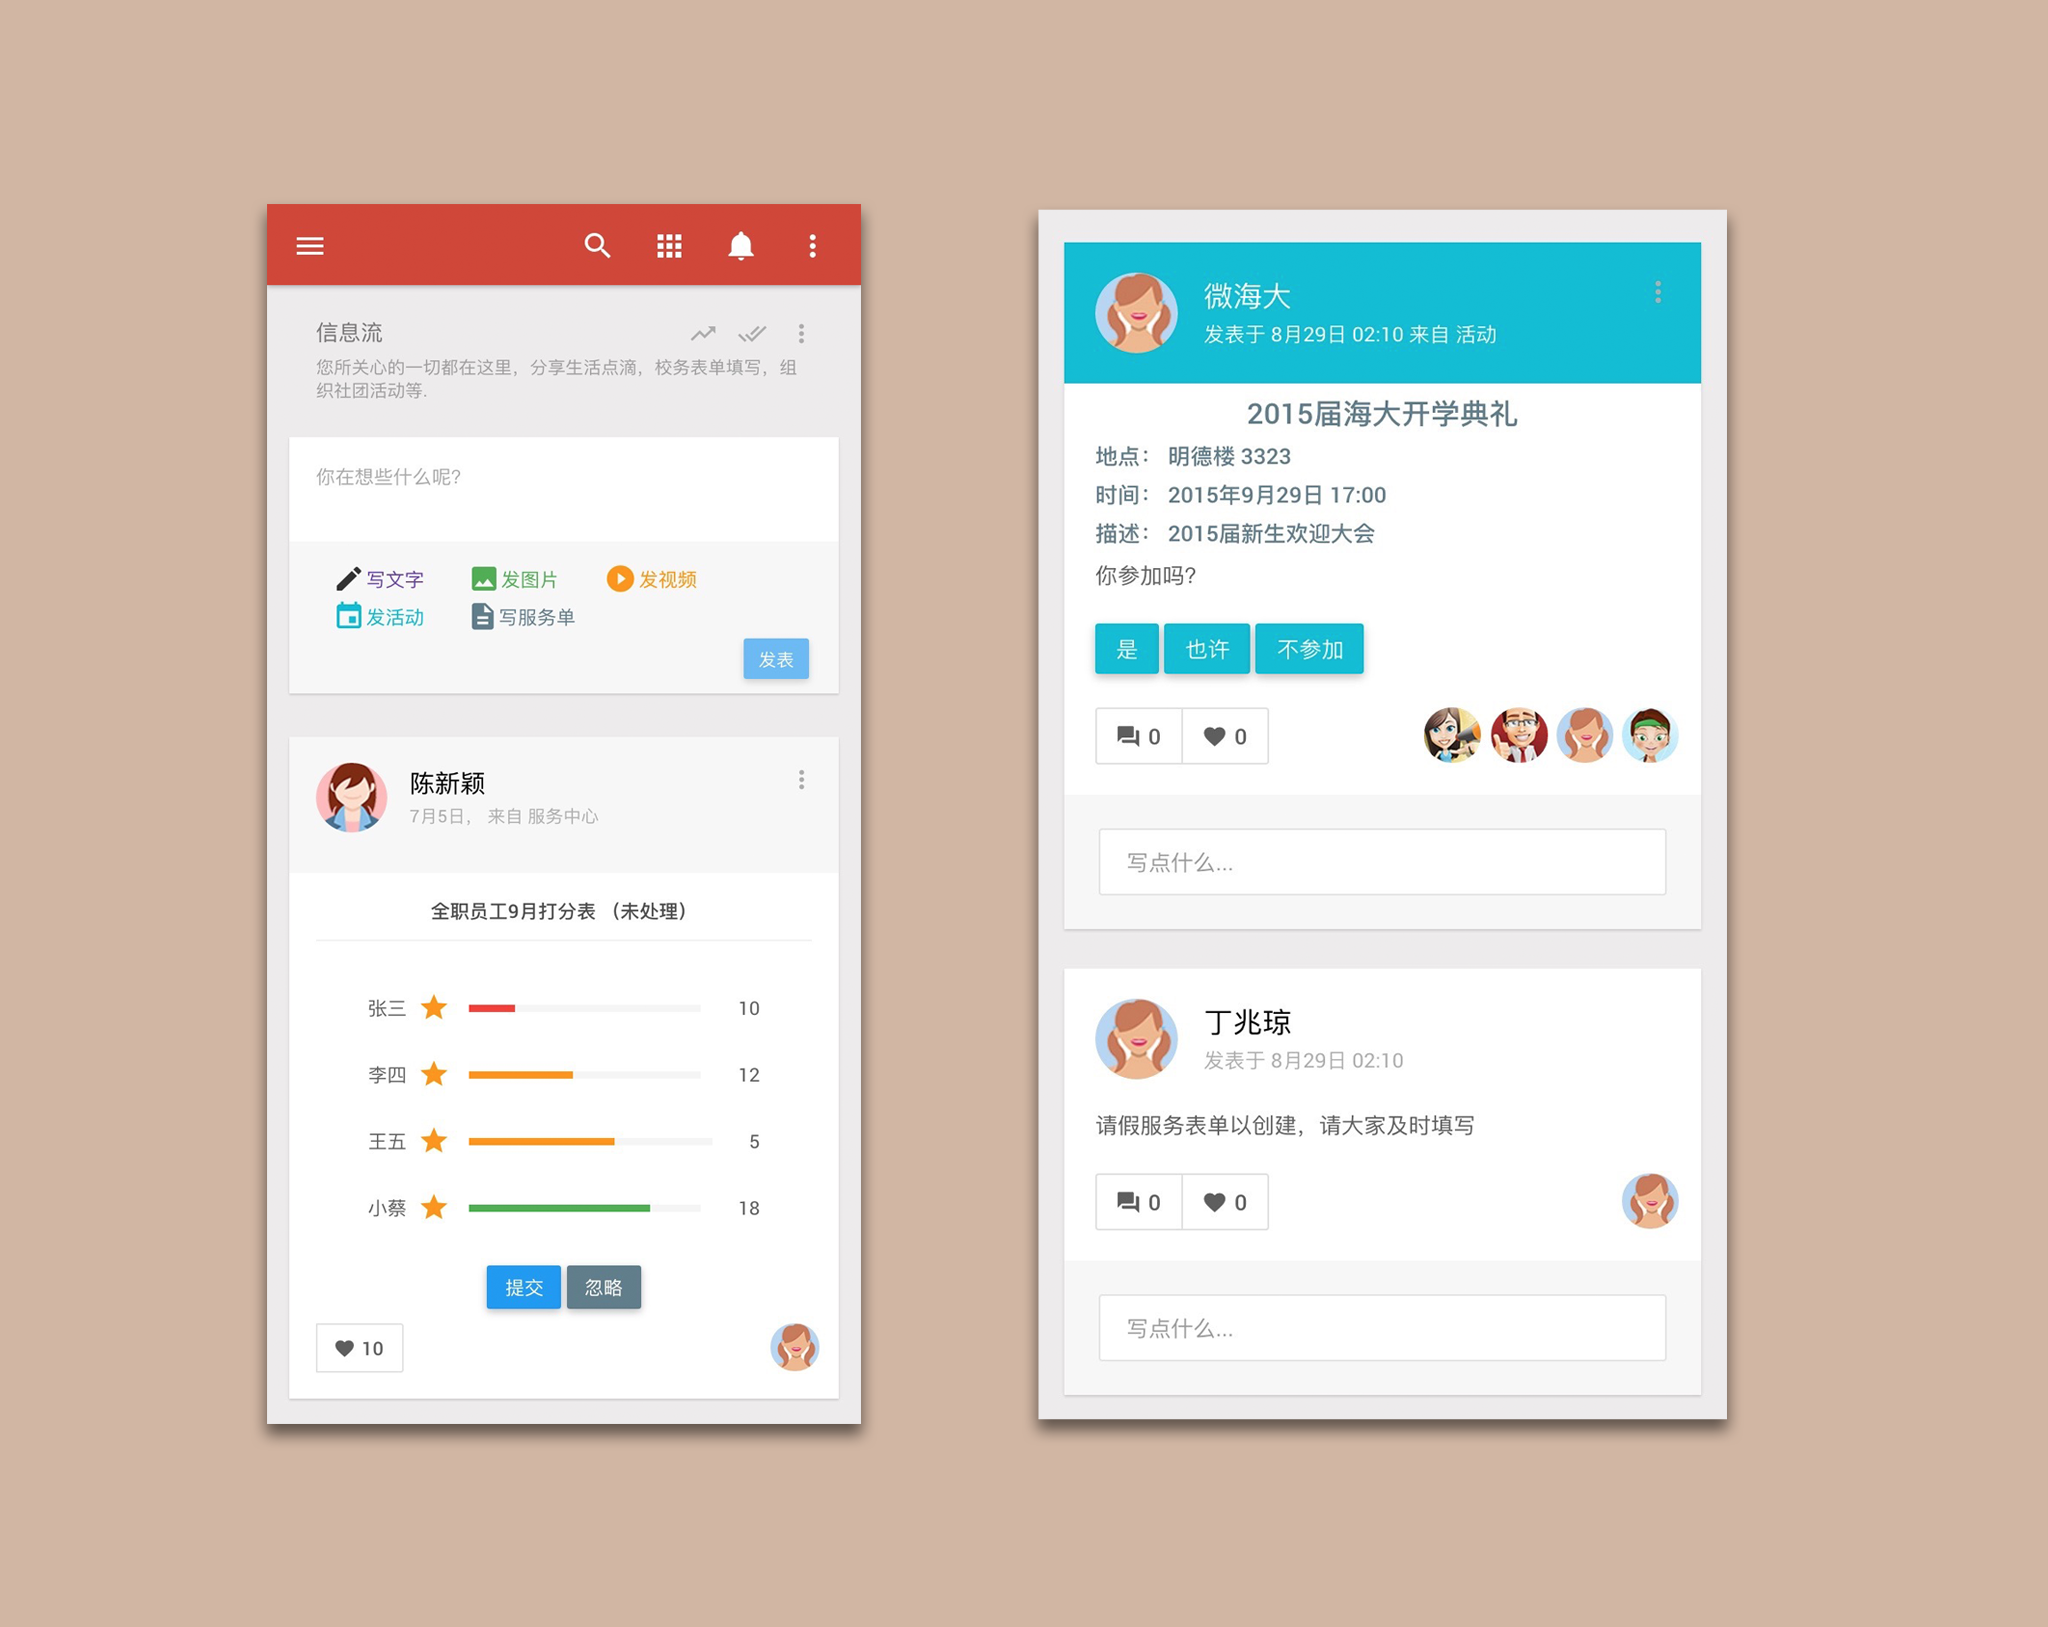 信息流
您所关心的一切都在这里，分享生活点滴，校务表单填写，组
织社团活动等.
你在想些什么呢?
写文字 发图片 发视频
发活动 写服务单
发表
陈新颖
7月5日， 来自 服务中心
全职员工9月打分表 （未处理）
张三 10
李四 12
王五 5
小蔡 18
提交 忽略
10
微海大
发表于 8月29日 02:10 来自 活动
2015届海大开学典礼
地点： 明德楼 3323
时间： 2015年9月29日 17:00
描述： 2015届新生欢迎大会
你参加吗?
是 也许 不参加
0 0
写点什么...
丁兆琼
发表于 8月29日 02:10
请假服务表单以创建，请大家及时填写
0 0
写点什么...